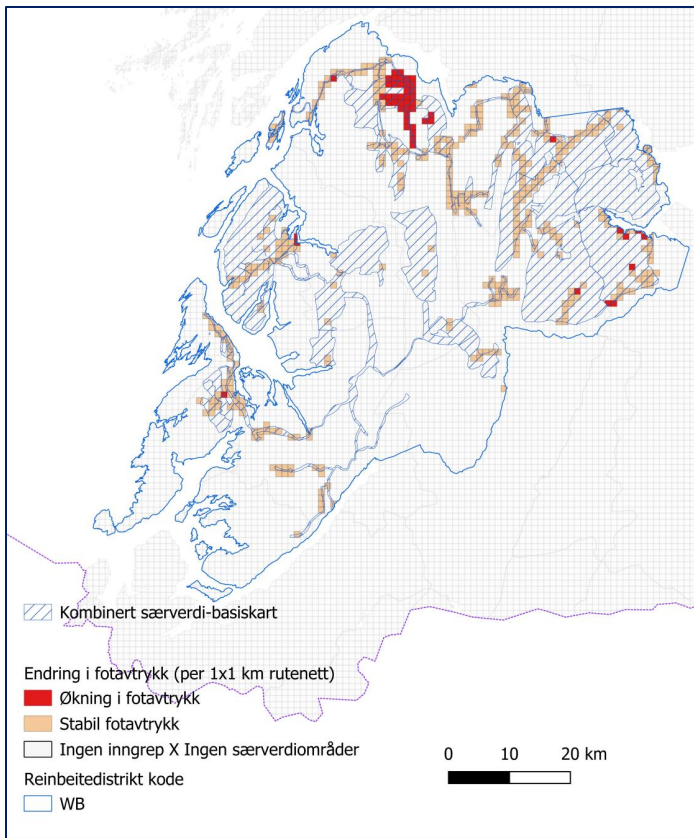 Kombinert særverdi-basiskart
Endring i fotavtrykk (per 1x1 km rutenett)
Økning i fotavtrykk
Stabil fotavtrykk
Ingen inngrep X Ingen særverdiområder
Reinbeitedistrikt kode
WB
0 10 20 km